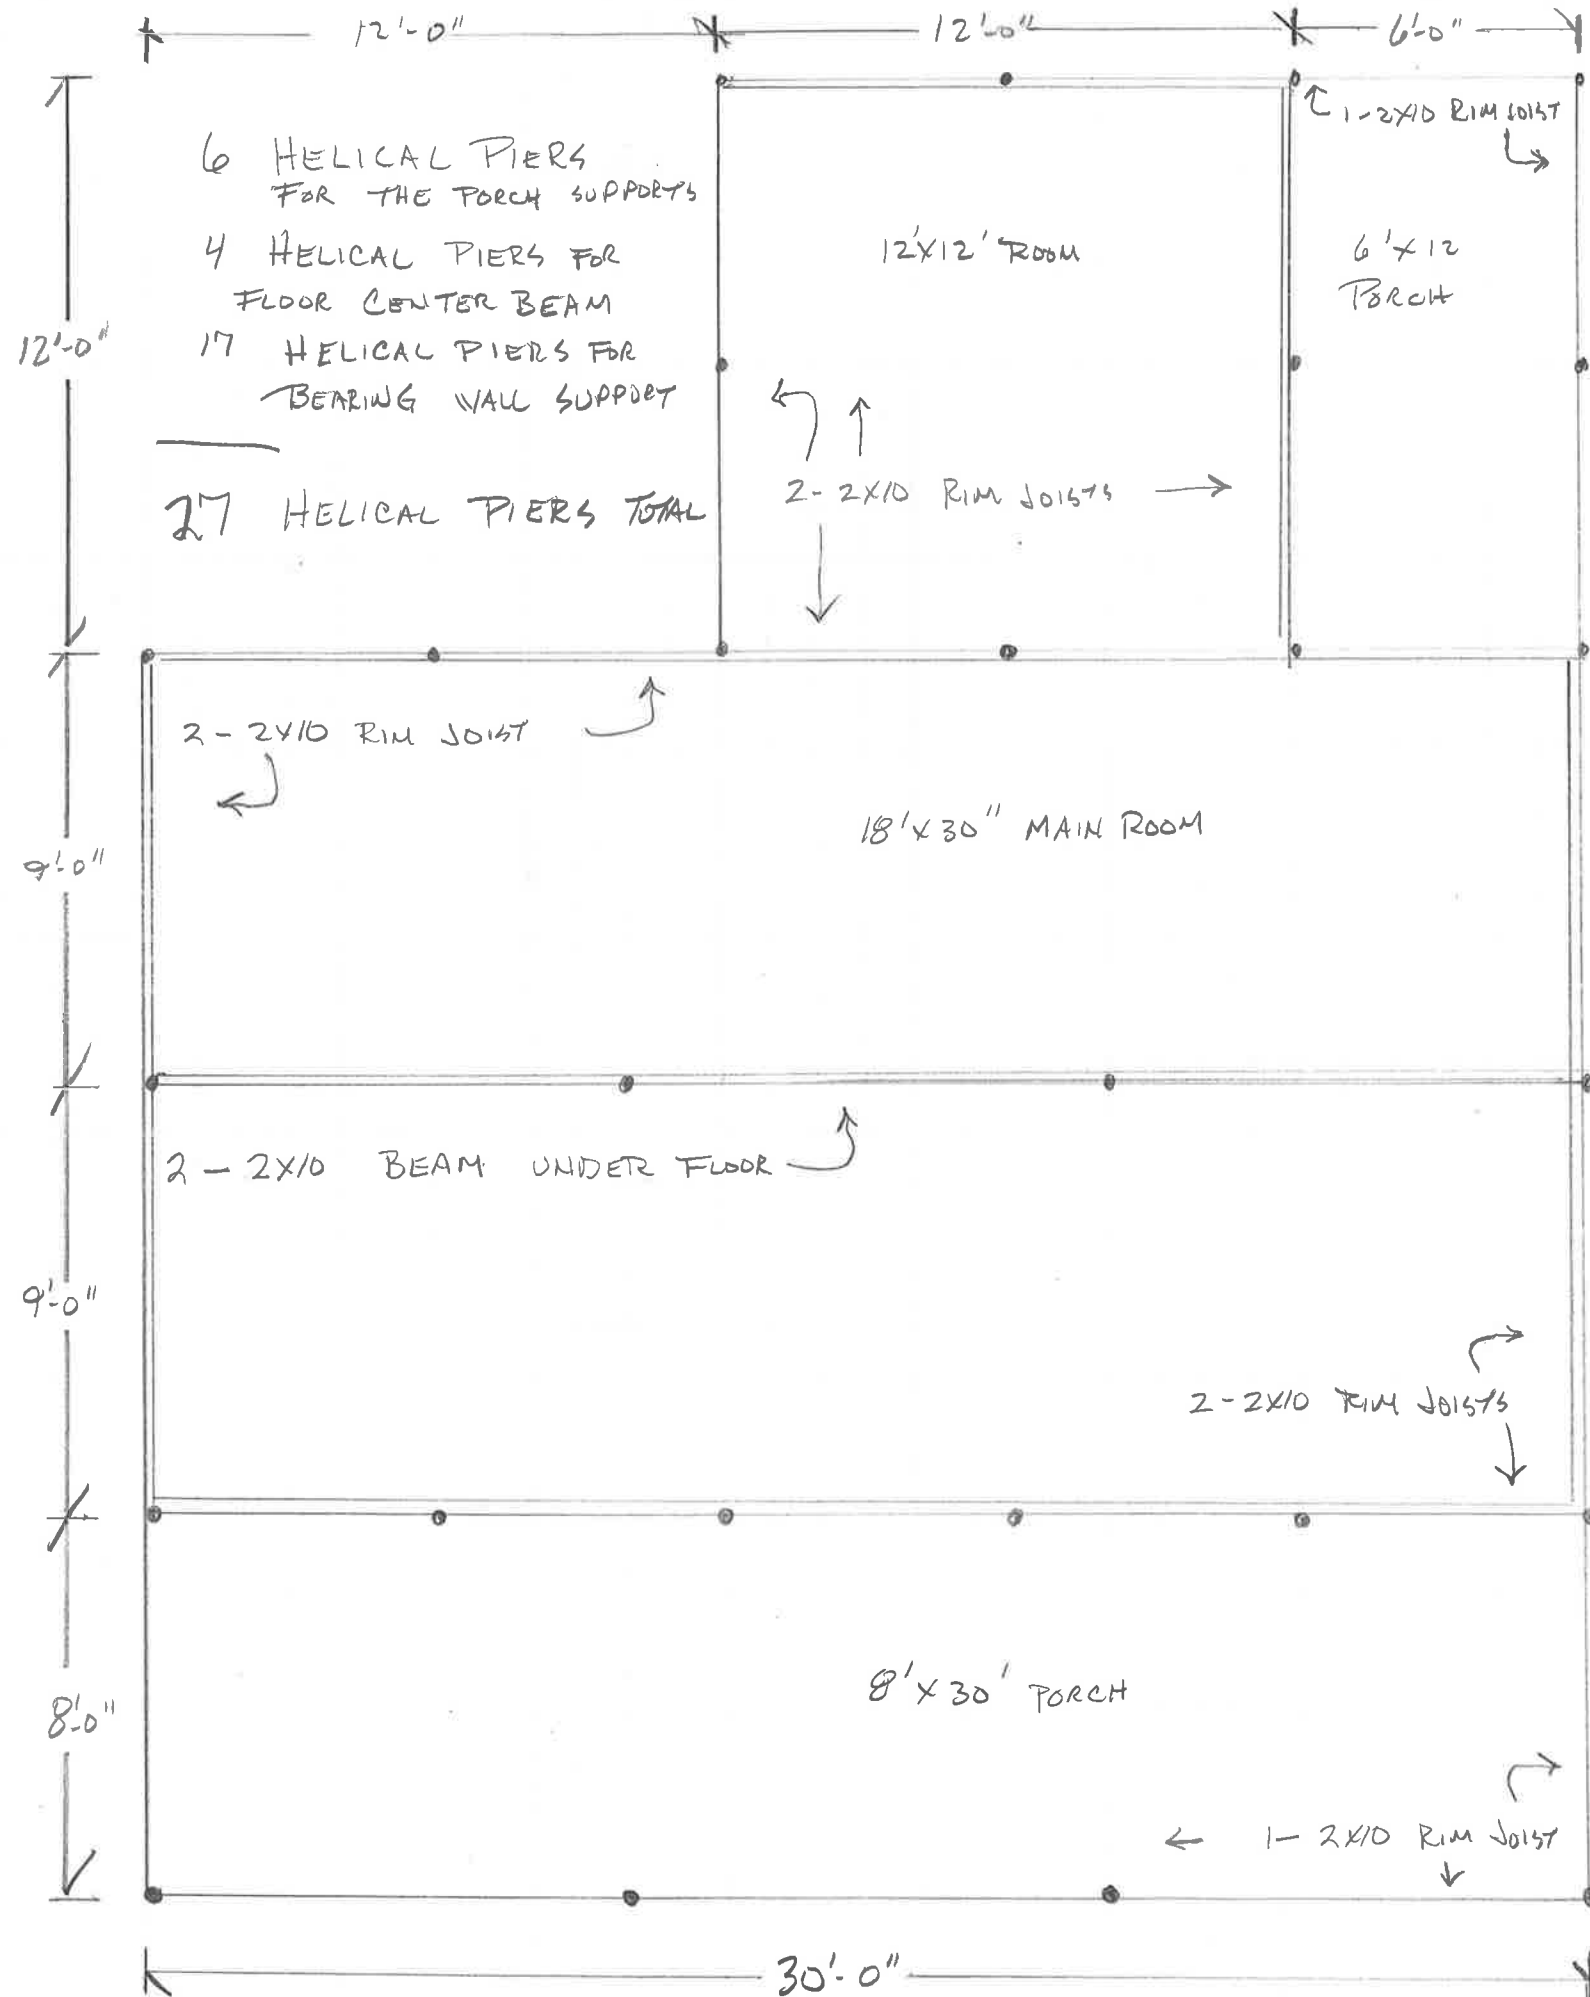 12'-0"
12'-0"
6'-0"
6 HELICAL PIERS
FOR THE PORCH SUPPORTS
4 HELICAL PIERS FOR
FLOOR CENTER BEAM
17 HELICAL PIERS FOR
BEARING WALL SUPPORT
27 HELICAL PIERS TOTAL
12'X12' ROOM
1-2X10 RIM JOIST
6'X12
PORCH
12'-0"
2-2X10 RIM JOISTS
2-2X10 RIM JOIST
18'X30" MAIN ROOM
9'-0"
2-2X10 BEAM UNDER FLOOR
9'-0"
2-2X10 RIM JOISTS
8'X30' PORCH
8'-0"
1-2X10 RIM JOIST
30'-0"